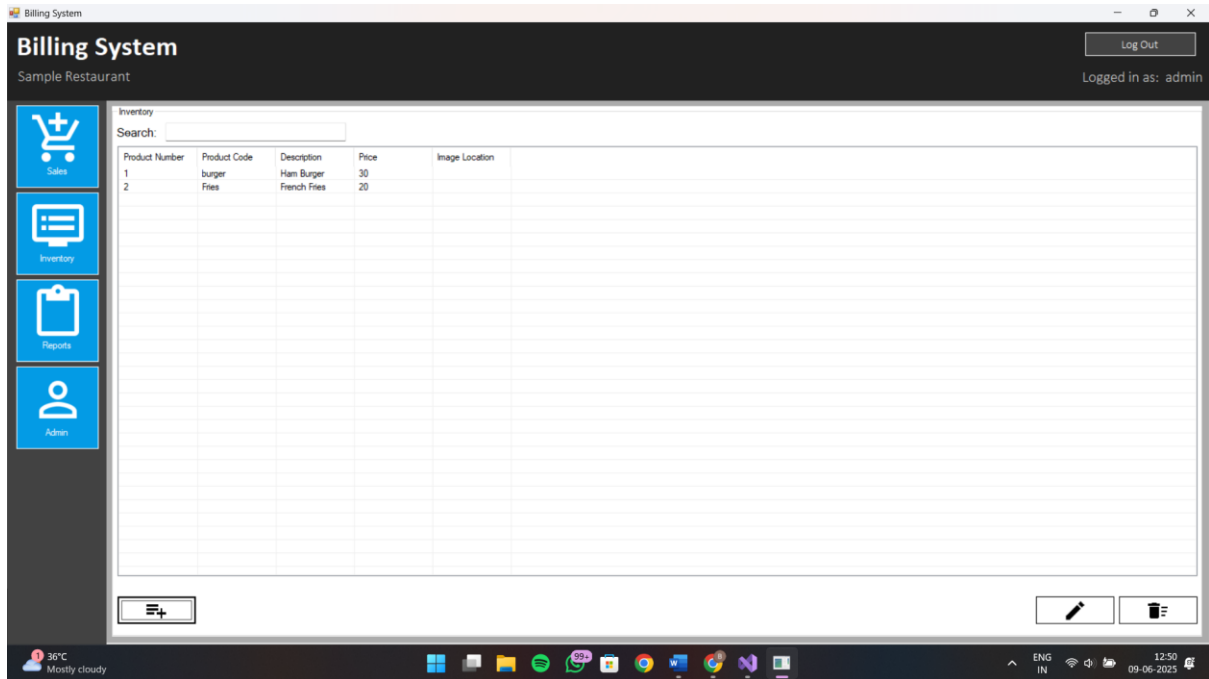 Billing System
Billing System
Log Out
Sample Restaurant
Logged in as: admin
Sales
Inventory
Reports
Admin
Inventory
Search:
Product Number Product Code Description Price Image Location
1 burger Ham Burger 30
2 Fries French Fries 20
1
36°C
Mostly cloudy
99+
ENG
IN
12:50
09-06-2025